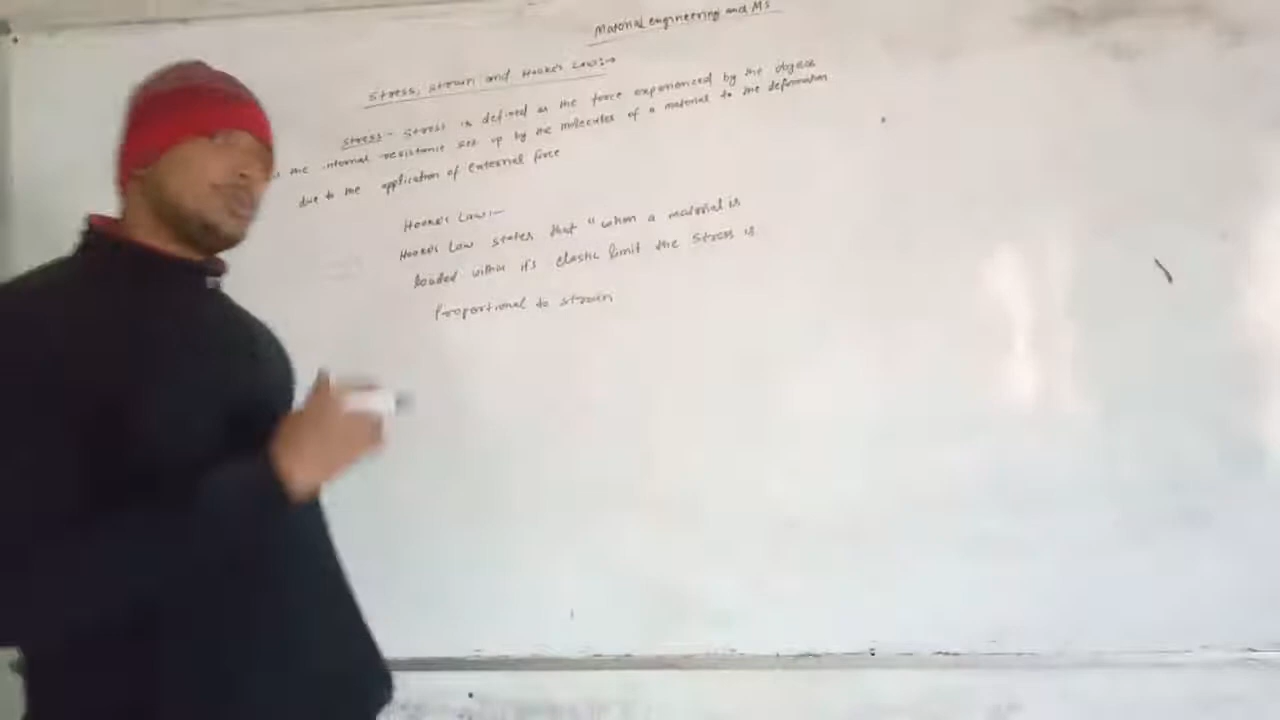 Material engineering and MS
Stress, strain and Hooke's Law:→
Stress - Stress is defined as the force experienced by the object
the internal resistance set up by the molecules of a material to the deformation
due to the application of External force
Hooke's Law:-
Hooke's Law states that "when a material is
loaded within it's elastic limit the stress is
proportional to strain